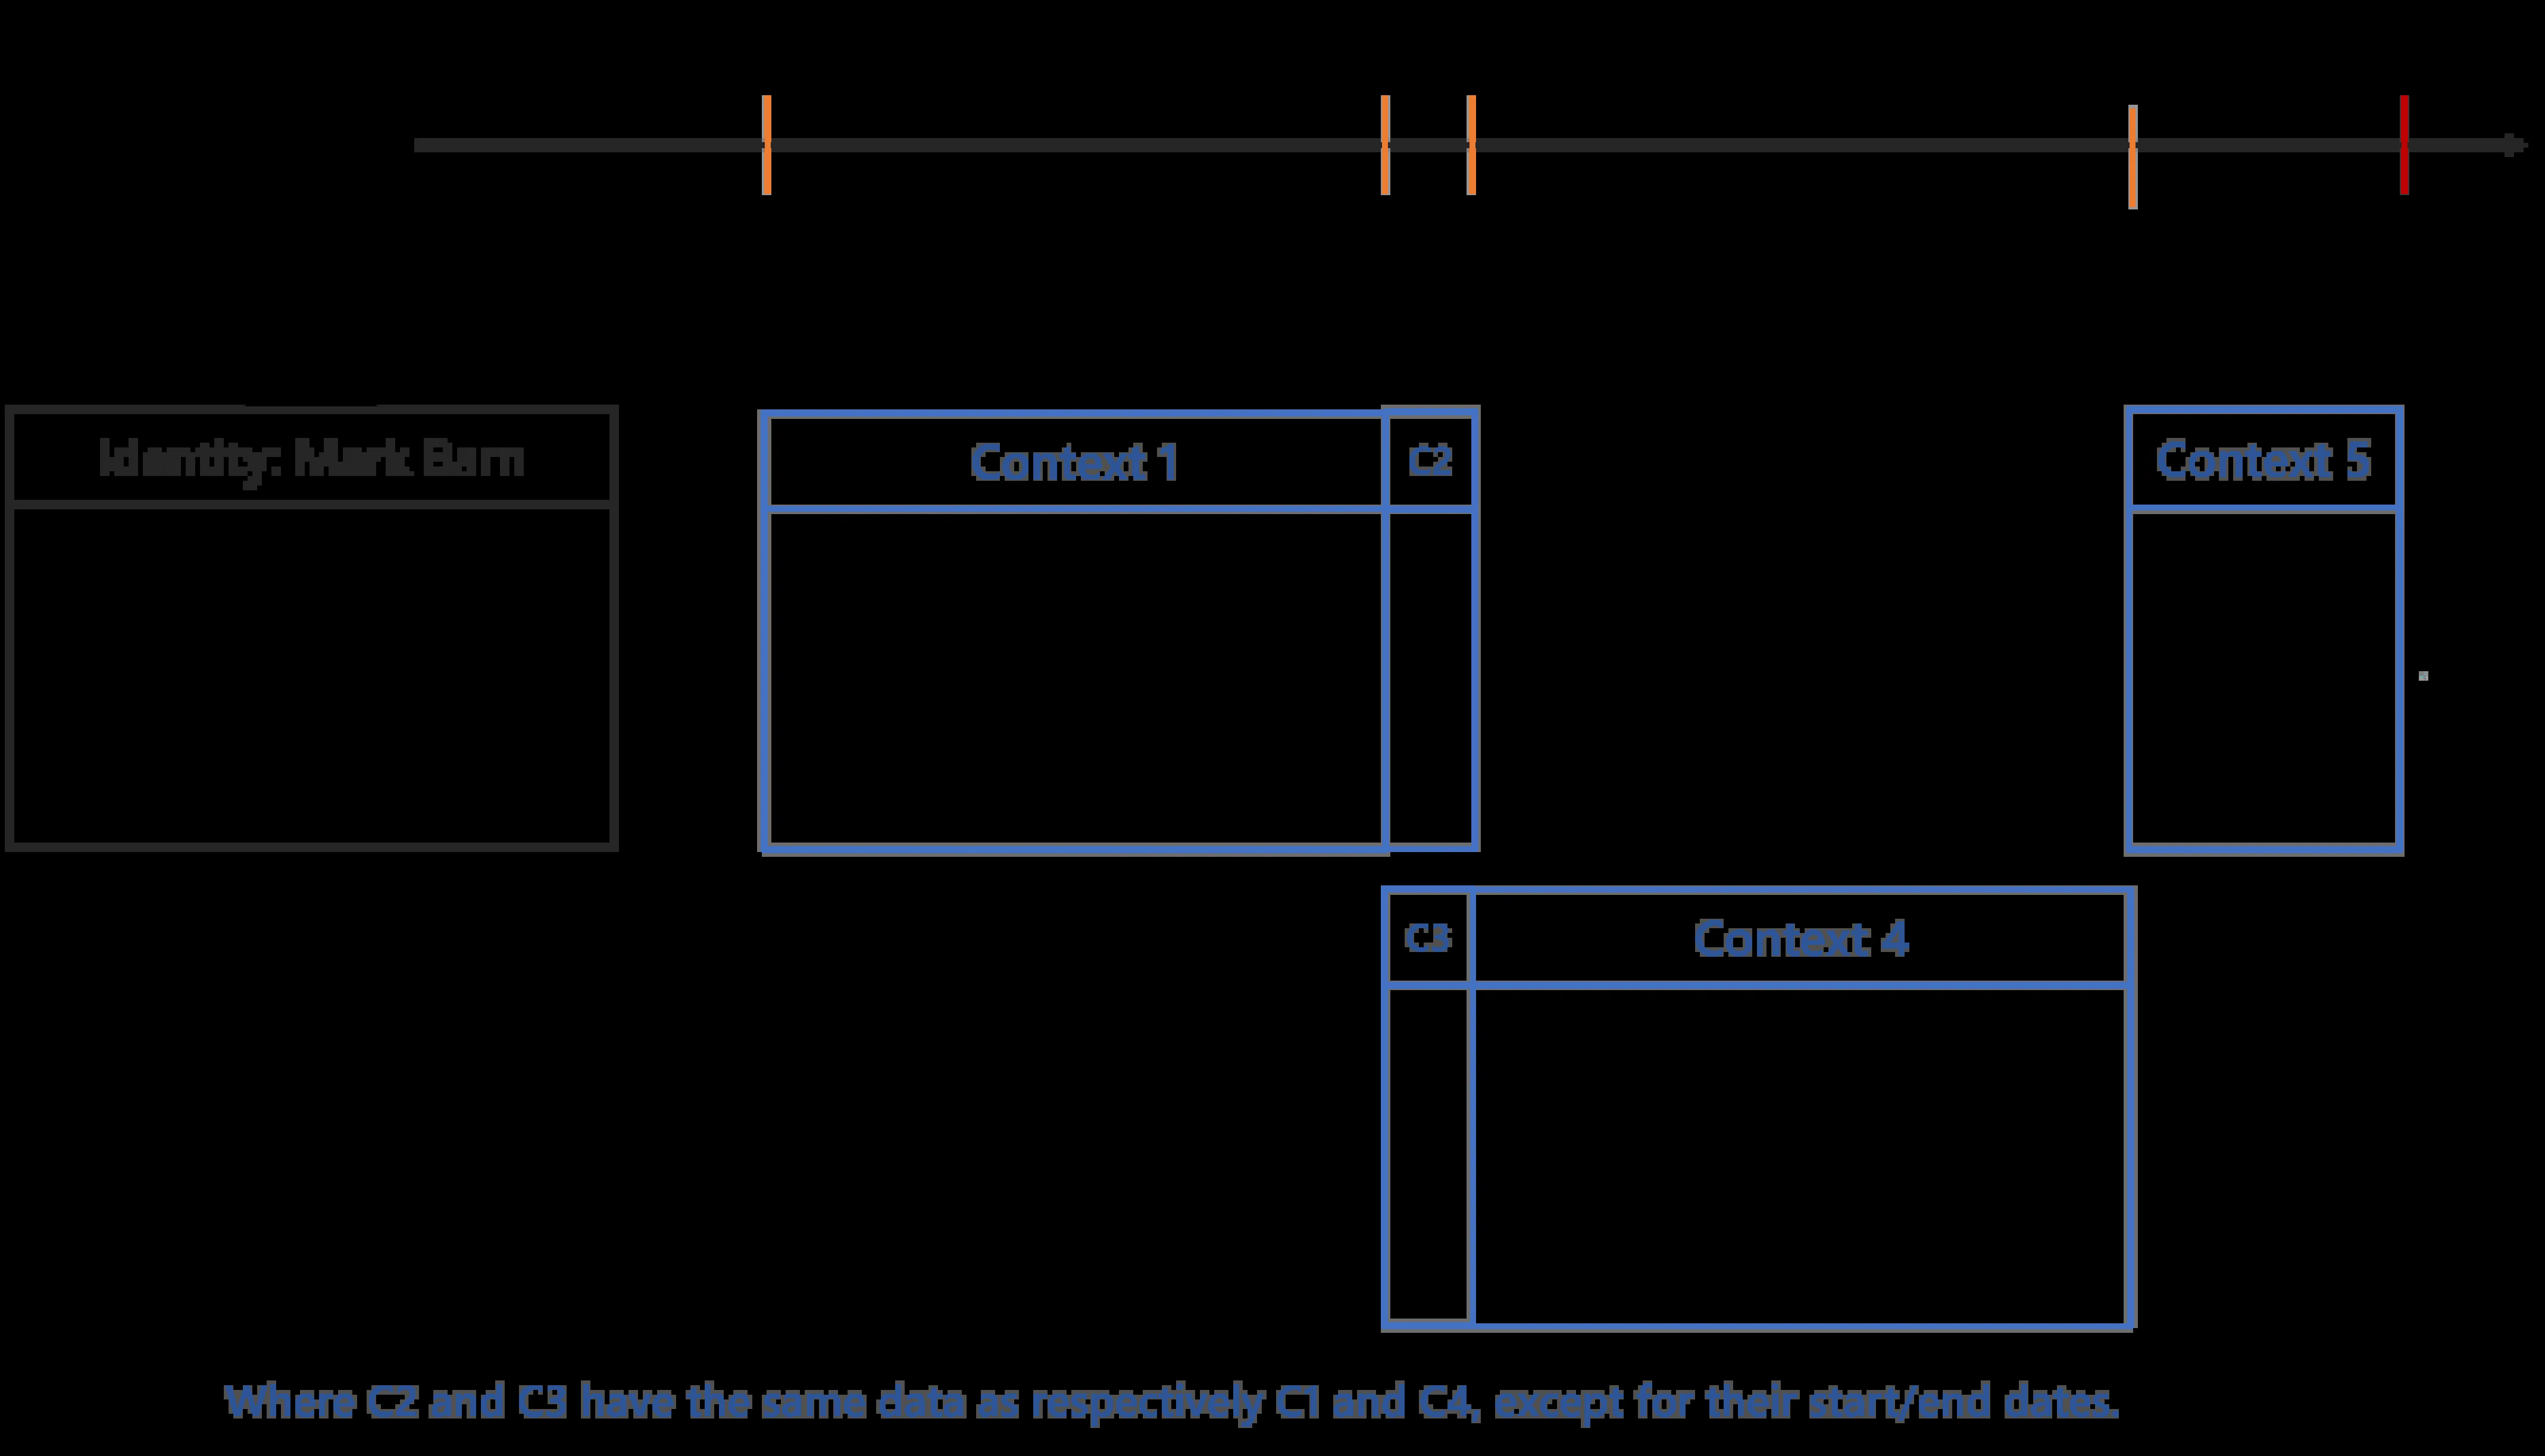 Identity: Mark Barn
Context 1
C2
Context 5
C3
Context 4
Where C2 and C3 have the same data as respectively C1 and C4, except for their start/end dates.